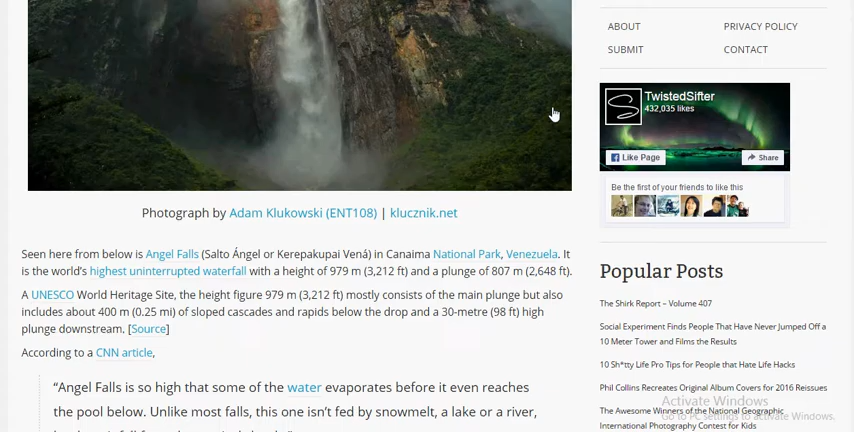 Photograph by Adam Klukowski (ENT108) | klucznik.net
Seen here from below is Angel Falls (Salto Ángel or Kerepakupai Vená) in Canaima National Park, Venezuela. It
is the world's highest uninterrupted waterfall with a height of 979 m (3,212 ft) and a plunge of 807 m (2,648 ft).
A UNESCO World Heritage Site, the height figure 979 m (3,212 ft) mostly consists of the main plunge but also
includes about 400 m (0.25 mi) of sloped cascades and rapids below the drop and a 30-metre (98 ft) high
plunge downstream. [Source]
According to a CNN article,
“Angel Falls is so high that some of the water evaporates before it even reaches
the pool below. Unlike most falls, this one isn't fed by snowmelt, a lake or a river,
ABOUT
PRIVACY POLICY
SUBMIT
CONTACT
TwistedSifter
432,035 likes
Like Page
Share
Be the first of your friends to like this
Popular Posts
The Shirk Report – Volume 407
Social Experiment Finds People That Have Never Jumped Off a
10 Meter Tower and Films the Results
10 Sh*tty Life Pro Tips for People that Hate Life Hacks
Phil Collins Recreates Original Album Covers for 2016 Reissues
The Awesome Winners of the National Geographic
International Photography Contest for Kids
Activate Windows
Go to PC settings to activate Windows.